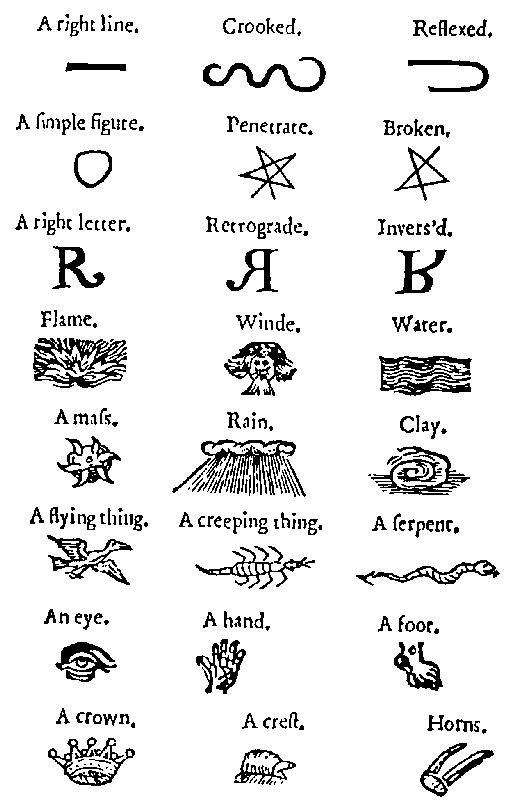 A right line. Crooked. Reflexed.
A ſimple figure. Penetrate. Broken.
A right letter. Retrograde. Invers'd.
R R R
Flame. Winde. Water.
A maſs. Rain. Clay.
A flying thing. A creeping thing. A ſerpent.
An eye. A hand. A foot.
A crown. A creſt. Horns.